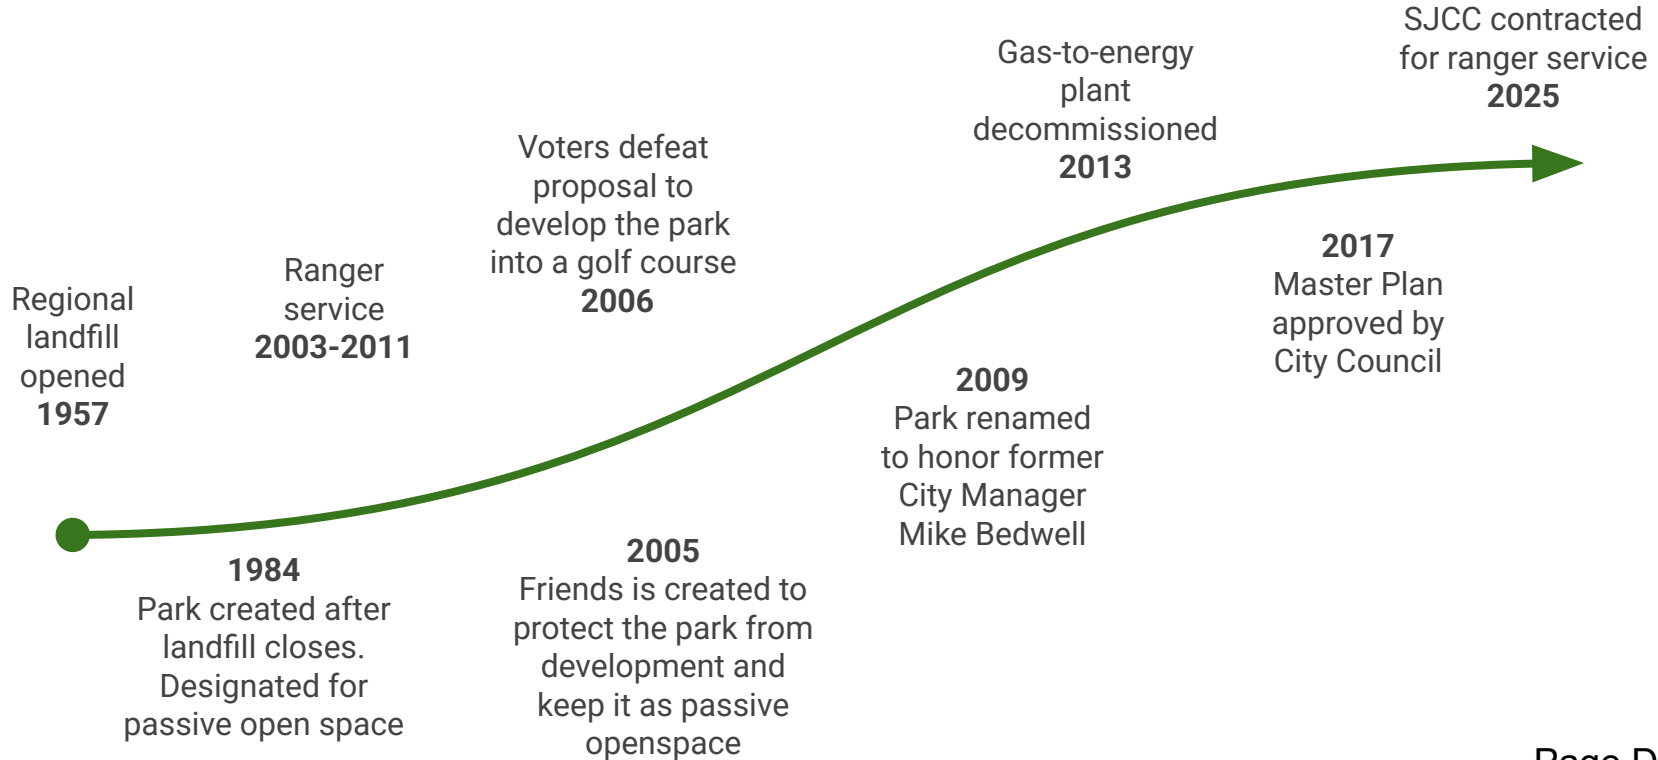 Regional
landfill
opened
1957
1984
Park created after
landfill closes.
Designated for
passive open space
Ranger
service
2003-2011
2005
Friends is created to
protect the park from
development and
keep it as passive
openspace
Voters defeat
proposal to
develop the park
into a golf course
2006
2009
Park renamed
to honor former
City Manager
Mike Bedwell
Gas-to-energy
plant
decommissioned
2013
2017
Master Plan
approved by
City Council
SJCC contracted
for ranger service
2025
Page D